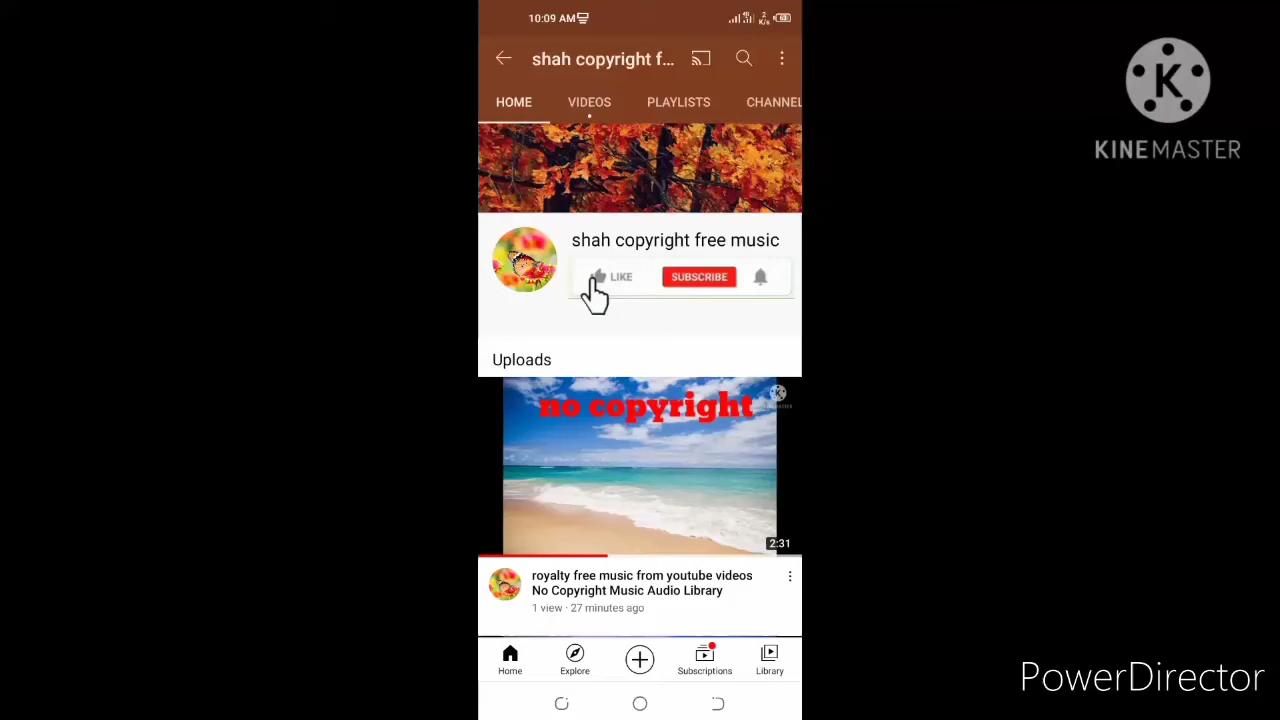 10:09 AM
shah copyright f...
HOME VIDEOS PLAYLISTS CHANNEL
K
KINEMASTER
shah copyright free music
LIKE SUBSCRIBE
Uploads
no copyright
2:31
royalty free music from youtube videos
No Copyright Music Audio Library
1 view · 27 minutes ago
Home Explore Subscriptions Library
PowerDirector